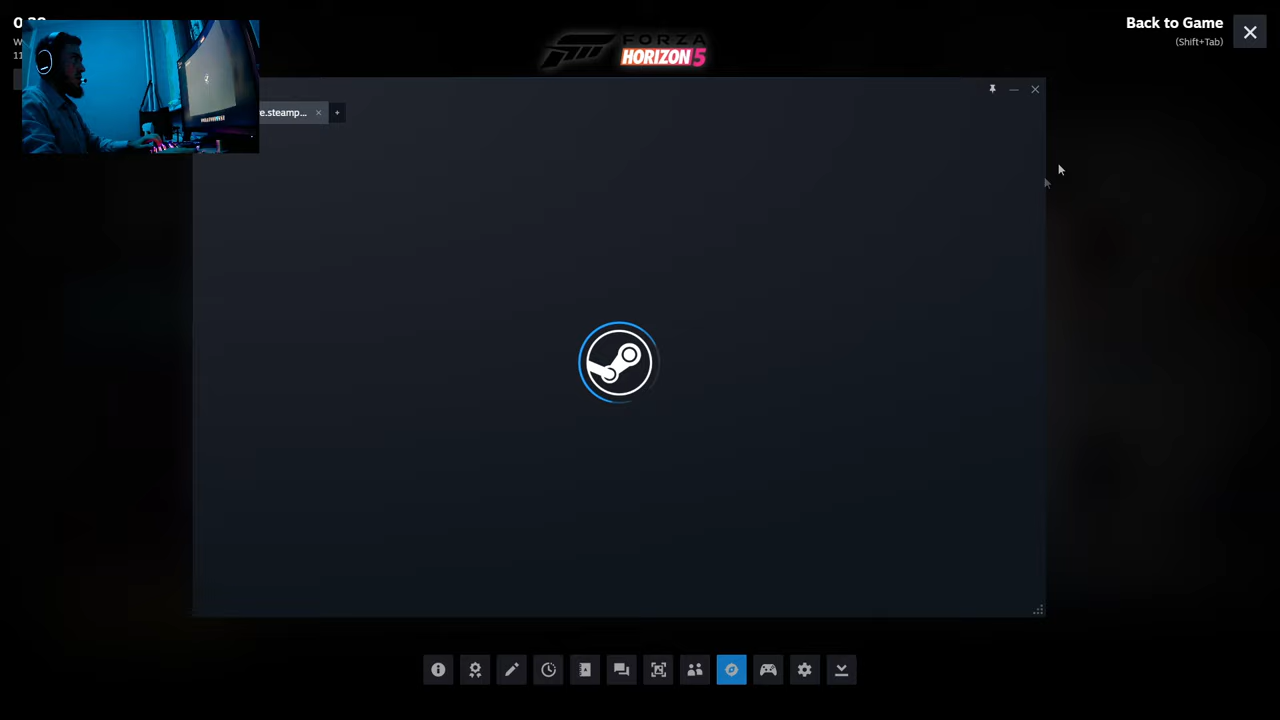 Back to Game
(Shift+Tab)
FORZA
HORIZON 5
e.steamp...